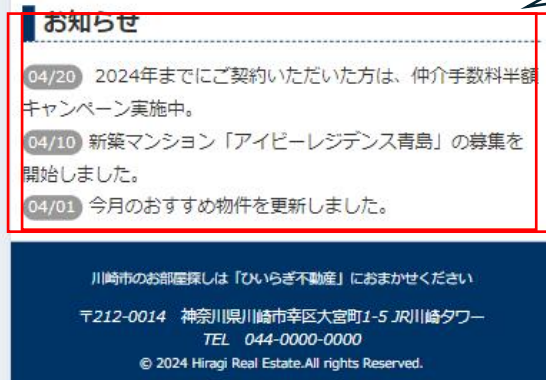 お知らせ
04/20 2024年までにご契約いただいた方は、仲介手数料半額
キャンペーン実施中。
04/10 新築マンション「アイビーレジデンス青島」の募集を
開始しました。
04/01 今月のおすすめ物件を更新しました。
川崎市のお部屋探しは「ひいらぎ不動産」におまかせください
〒212-0014 神奈川県川崎市幸区大宮町1-5 JR川崎タワー
TEL 044-0000-0000
© 2024 Hiragi Real Estate.All rights Reserved.